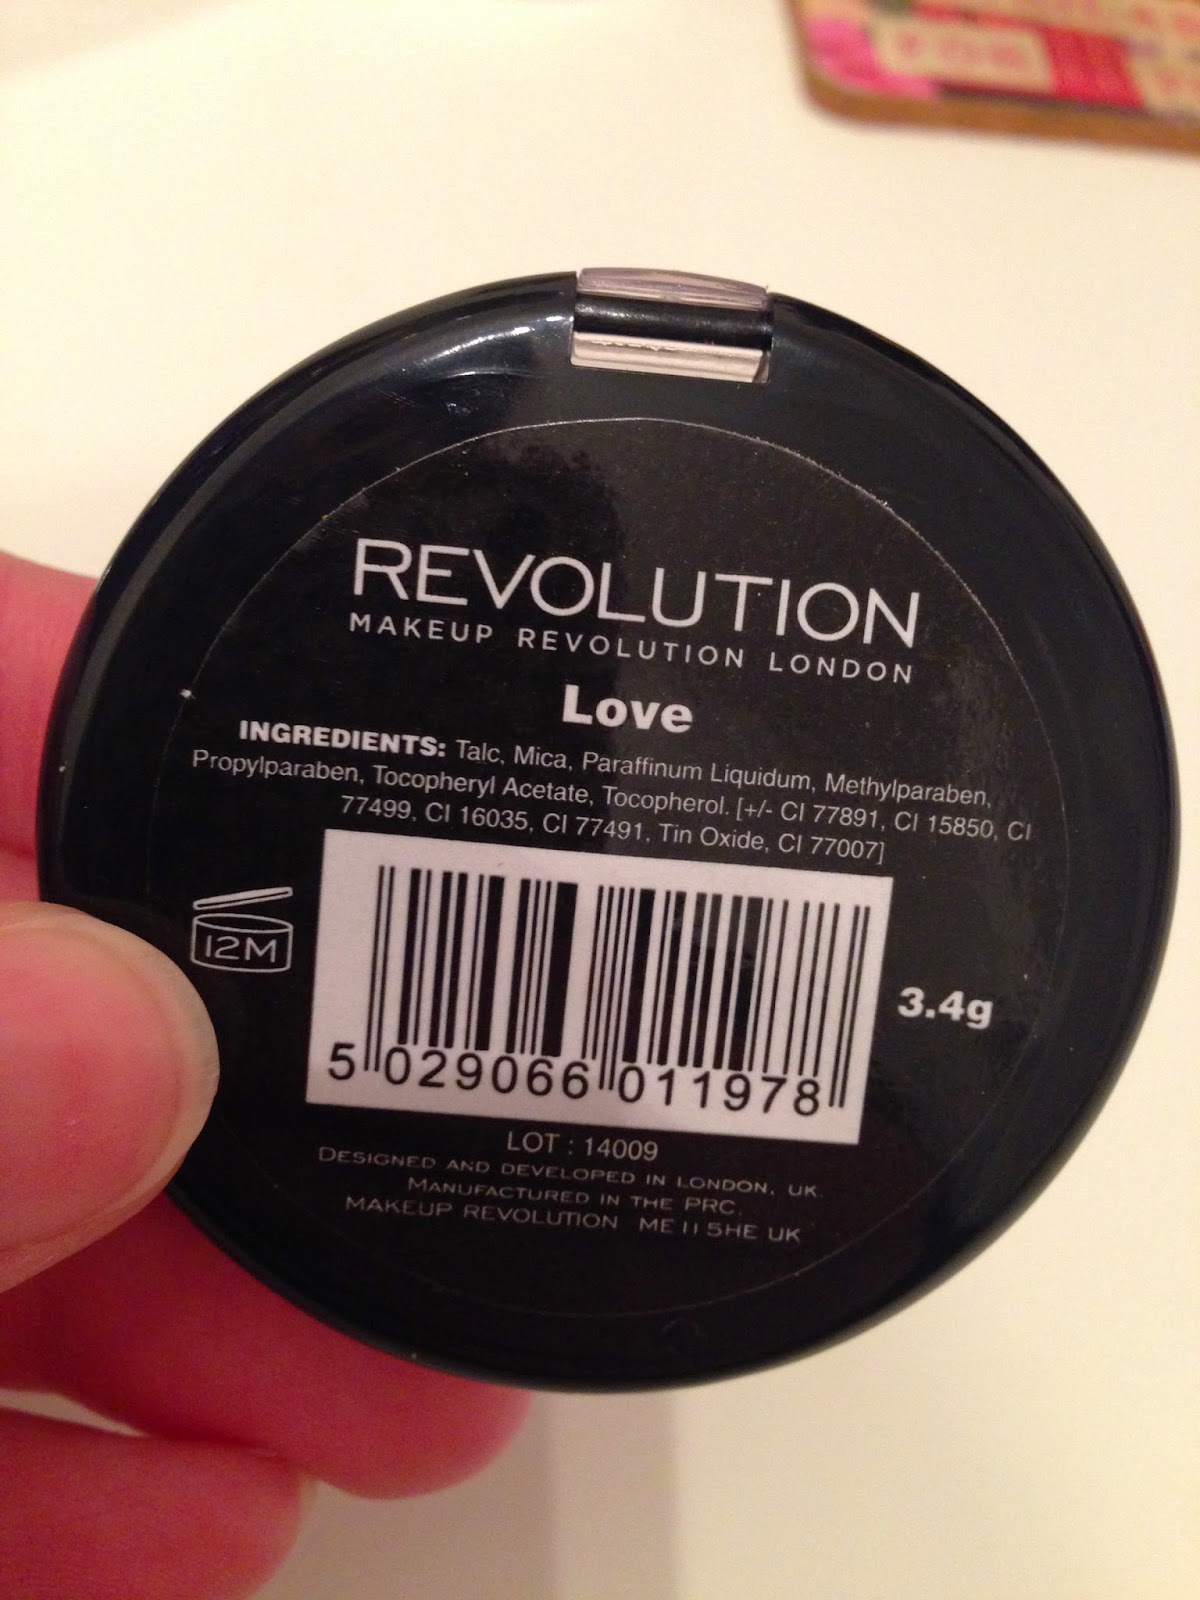 REVOLUTION
MAKEUP REVOLUTION LONDON
Love
INGREDIENTS: Talc, Mica, Paraffinum Liquidum, Methylparaben,
Propylparaben, Tocopheryl Acetate, Tocopherol. [+/- CI 77891, CI 15850, CI
77499, CI 16035, CI 77491, Tin Oxide, CI 77007]
12M
3.4g
5 029066 011978
LOT : 14009
DESIGNED AND DEVELOPED IN LONDON, UK.
MANUFACTURED IN THE PRC.
MAKEUP REVOLUTION ME11 5HE UK